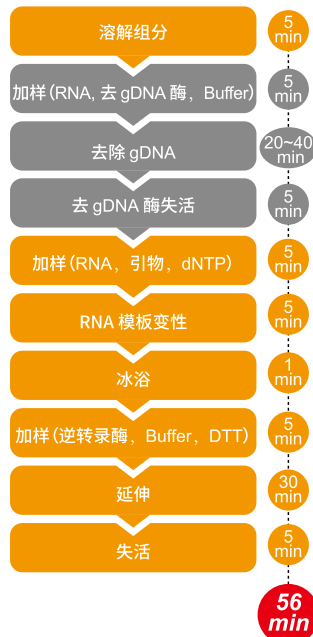 溶解组分
5
min
加样(RNA, 去 gDNA 酶, Buffer)
5
min
去除 gDNA
20~40
min
去 gDNA 酶失活
5
min
加样(RNA, 引物, dNTP)
5
min
RNA 模板变性
5
min
冰浴
1
min
加样(逆转录酶, Buffer, DTT)
5
min
延伸
30
min
失活
5
min
56
min